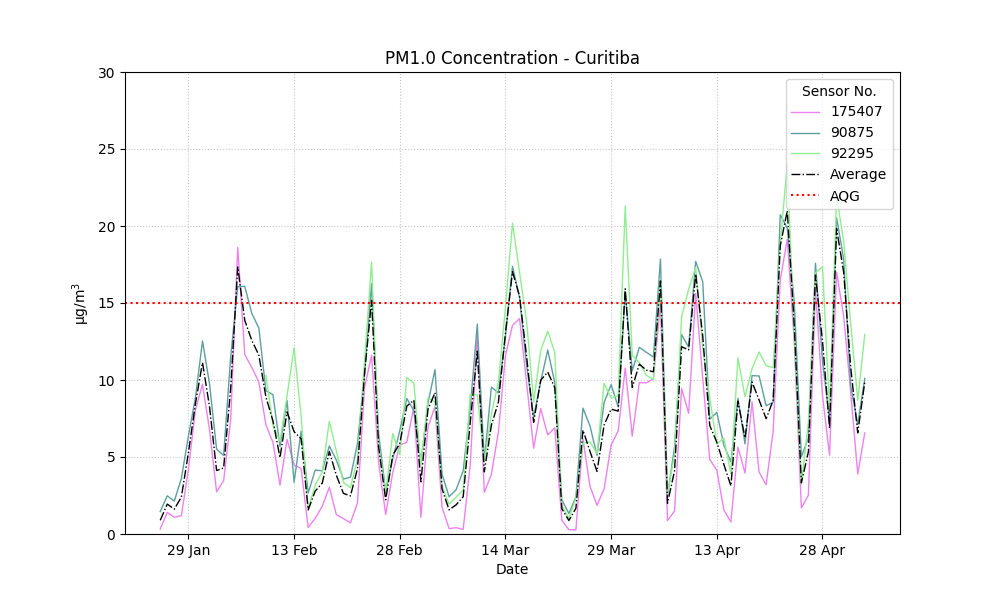 PM1.0 Concentration - Curitiba
30
25
20
15
10
5
0
µg/m³
Sensor No.
175407
90875
92295
Average
AQG
29 Jan
13 Feb
28 Feb
14 Mar
29 Mar
13 Apr
28 Apr
Date